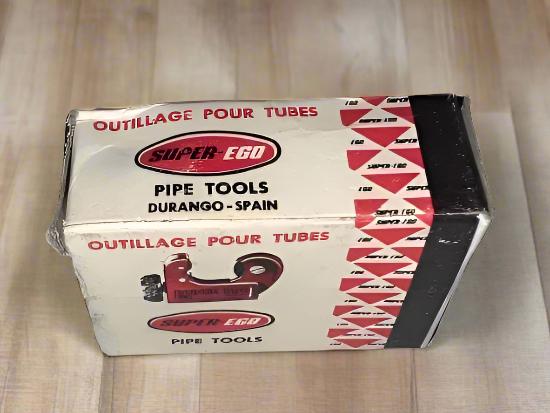 OUTILLAGE POUR TUBES
SUPER-EGO
PIPE TOOLS
DURANGO-SPAIN
OUTILLAGE POUR TUBES
SUPER-EGO
PIPE TOOLS